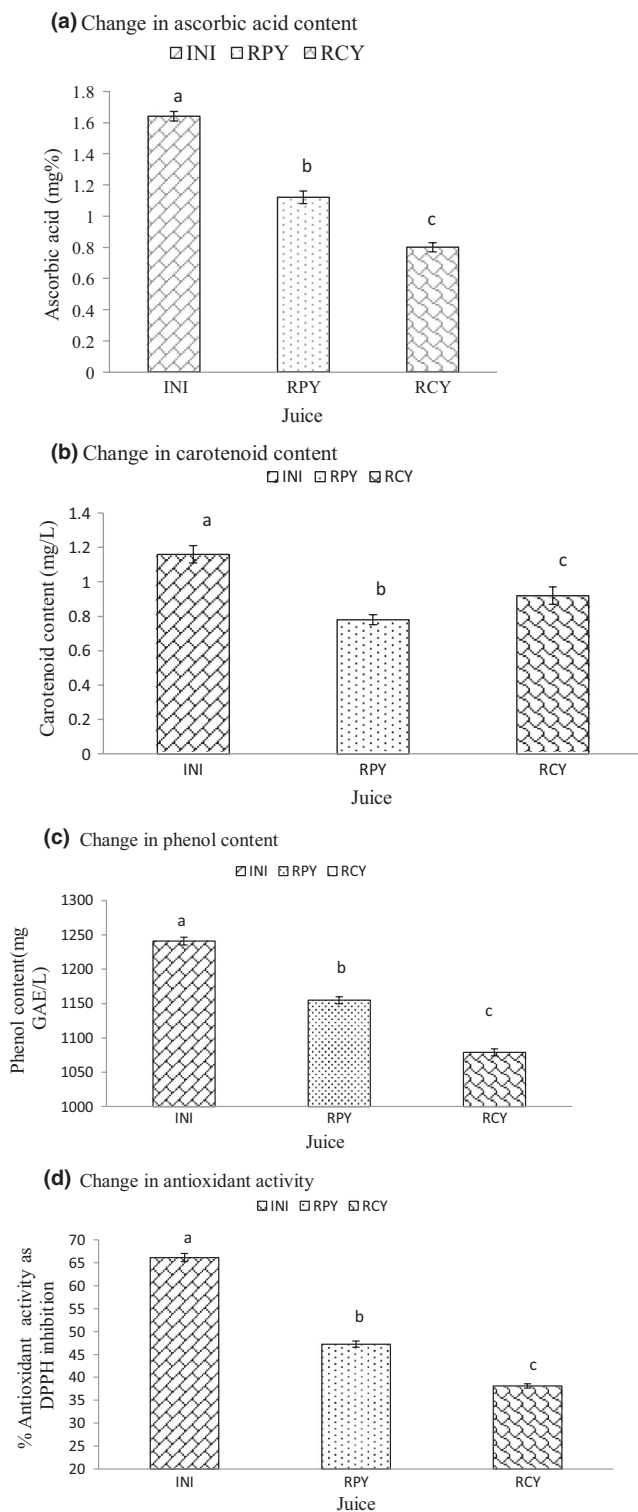 (a) Change in ascorbic acid content
INI RPY RCY
Ascorbic acid (mg%)
1.8
1.6
1.4
1.2
1
0.8
0.6
0.4
0.2
0
a
b
c
INI RPY RCY
Juice
(b) Change in carotenoid content
INI RPY RCY
Carotenoid content (mg/L)
1.4
1.2
1
0.8
0.6
0.4
0.2
0
a
b
c
INI RPY RCY
Juice
(c) Change in phenol content
INI RPY RCY
Phenol content(mg
GAE/L)
1300
1250
1200
1150
1100
1050
1000
a
b
c
INI RPY RCY
Juice
(d) Change in antioxidant activity
INI RPY RCY
% Antioxidant activity as
DPPH inhibition
70
65
60
55
50
45
40
35
30
25
20
a
b
c
INI RPY RCY
Juice